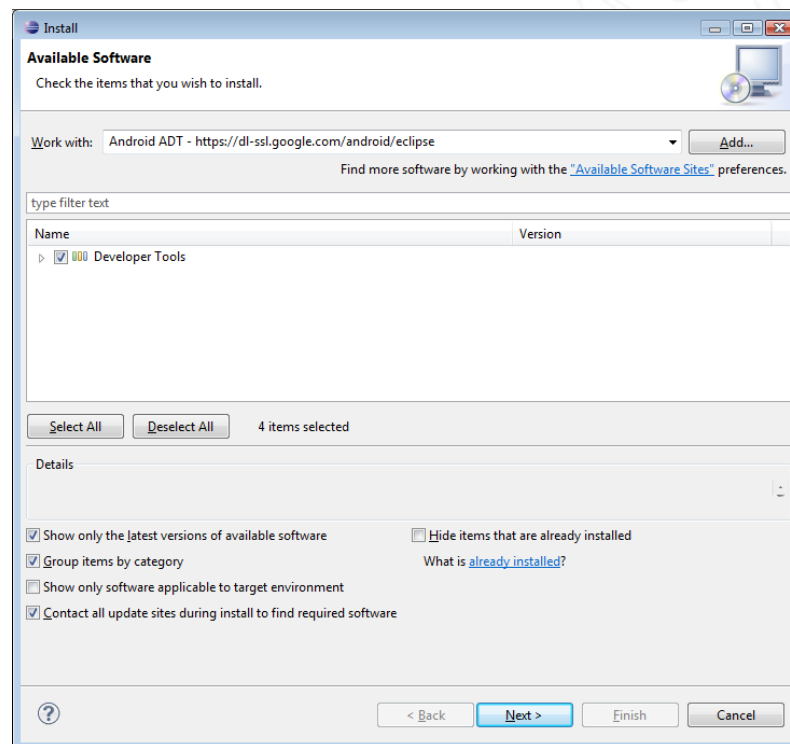 Install
Available Software
Check the items that you wish to install.
Work with: Android ADT - https://dl-ssl.google.com/android/eclipse Add...
Find more software by working with the "Available Software Sites" preferences.
type filter text
Name Version
Developer Tools
Select All Deselect All 4 items selected
Details
Show only the latest versions of available software Hide items that are already installed
Group items by category What is already installed?
Show only software applicable to target environment
Contact all update sites during install to find required software
? < Back Next > Finish Cancel